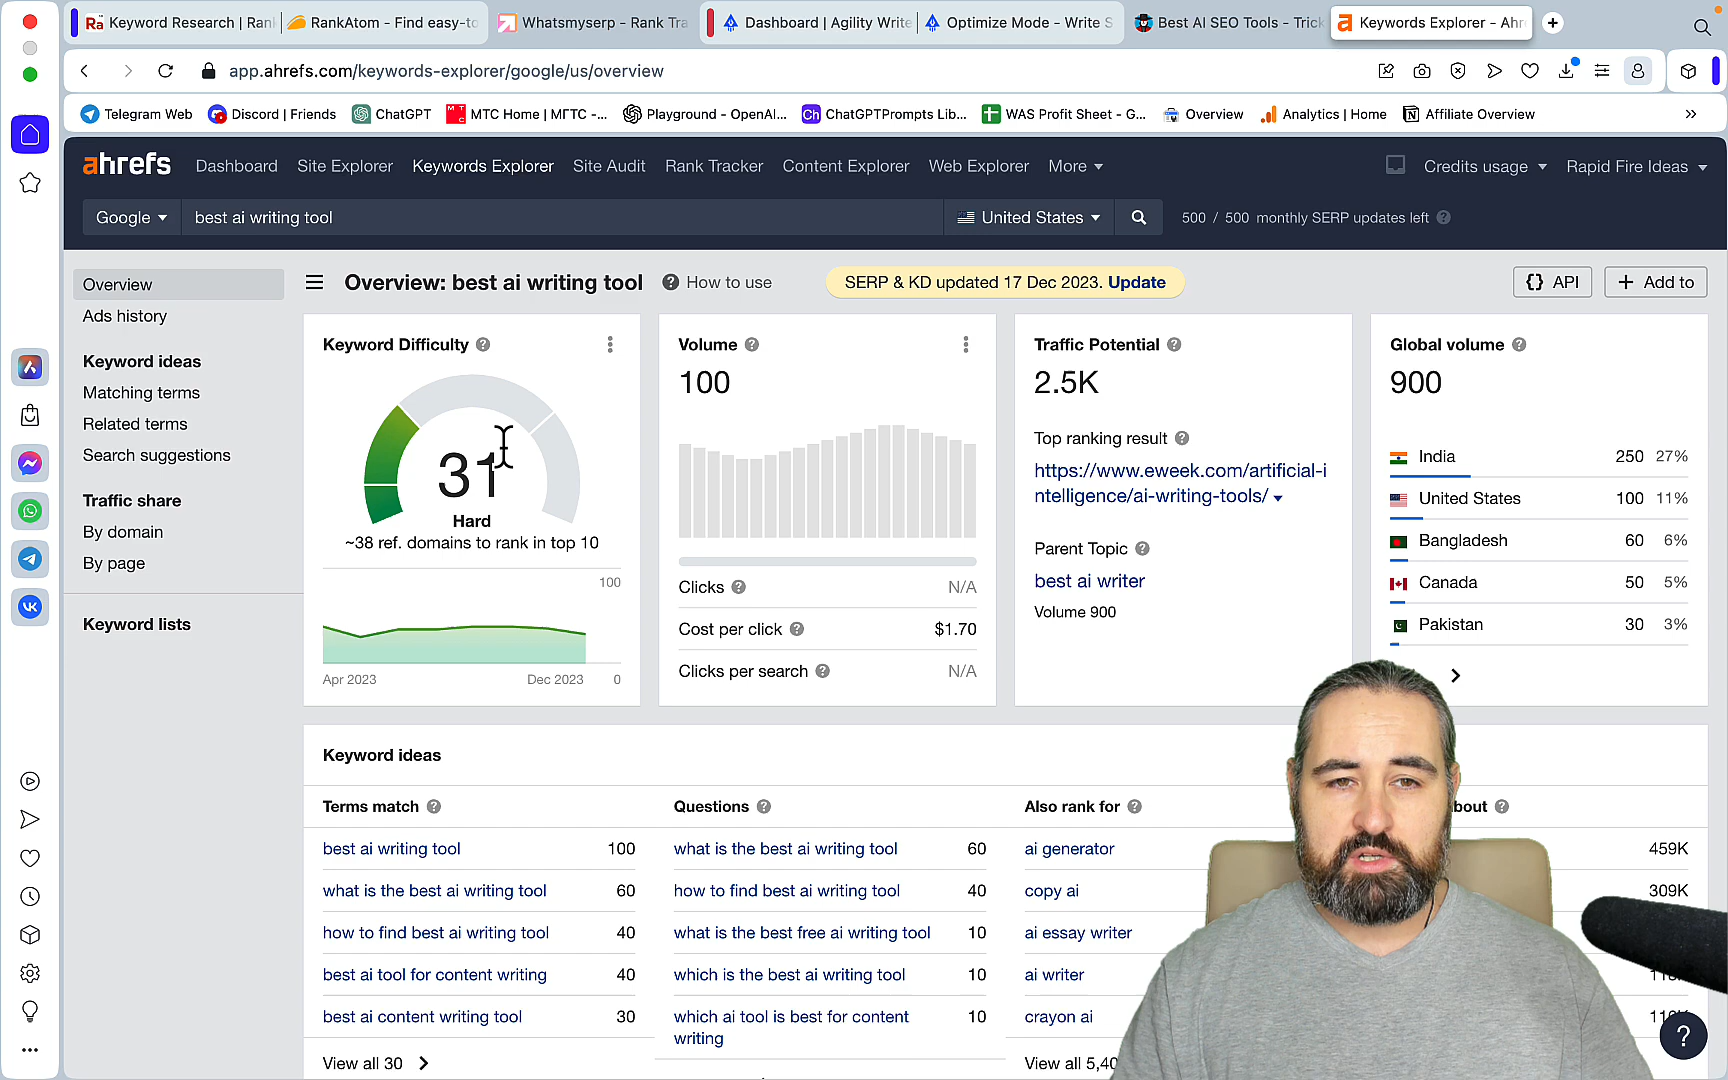 Ra Keyword Research | Rank
RankAtom - Find easy-to
Whatsmyserp - Rank Tra
Dashboard | Agility Write
Optimize Mode - Write S
Best AI SEO Tools - Trick
Keywords Explorer - Ahr
app.ahrefs.com/keywords-explorer/google/us/overview
Telegram Web
Discord | Friends
ChatGPT
МТС Home | МГТС -...
Playground - OpenAI...
Ch ChatGPTPrompts Lib...
WAS Profit Sheet - G...
Overview
Analytics | Home
Affiliate Overview
ahrefs Dashboard Site Explorer Keywords Explorer Site Audit Rank Tracker Content Explorer Web Explorer More Credits usage Rapid Fire Ideas
Google best ai writing tool United States 500 / 500 monthly SERP updates left
Overview
Ads history
Keyword ideas
Matching terms
Related terms
Search suggestions
Traffic share
By domain
By page
Keyword lists
Overview: best ai writing tool How to use SERP & KD updated 17 Dec 2023. Update {} API + Add to
Keyword Difficulty
31
Hard
~38 ref. domains to rank in top 10
100
Apr 2023 Dec 2023 0
Volume
100
Clicks N/A
Cost per click $1.70
Clicks per search N/A
Traffic Potential
2.5K
Top ranking result
https://www.eweek.com/artificial-i
ntelligence/ai-writing-tools/
Parent Topic
best ai writer
Volume 900
Global volume
900
India 250 27%
United States 100 11%
Bangladesh 60 6%
Canada 50 5%
Pakistan 30 3%
Keyword ideas
Terms match
best ai writing tool 100
what is the best ai writing tool 60
how to find best ai writing tool 40
best ai tool for content writing 40
best ai content writing tool 30
View all 30
Questions
what is the best ai writing tool 60
how to find best ai writing tool 40
what is the best free ai writing tool 10
which is the best ai writing tool 10
which ai tool is best for content 10
writing
Also rank for
ai generator
copy ai
ai essay writer
ai writer
crayon ai
View all 5,40
bout
459K
309K